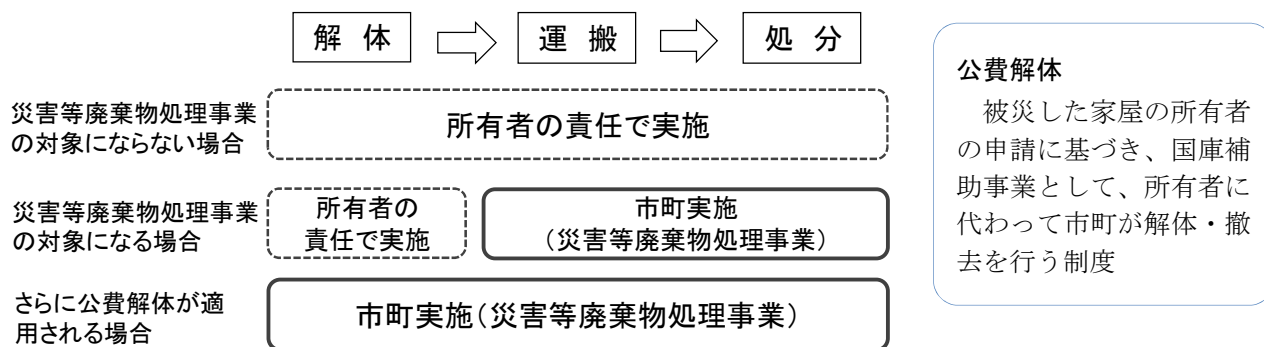 解 体
運 搬
処 分
災害等廃棄物処理事業
の対象にならない場合
所有者の責任で実施
災害等廃棄物処理事業
の対象になる場合
所有者の
責任で実施
市町実施
（災害等廃棄物処理事業）
さらに公費解体が適
用される場合
市町実施（災害等廃棄物処理事業）
公費解体
被災した家屋の所有者
の申請に基づき、国庫補
助事業として、所有者に
代わって市町が解体・撤
去を行う制度